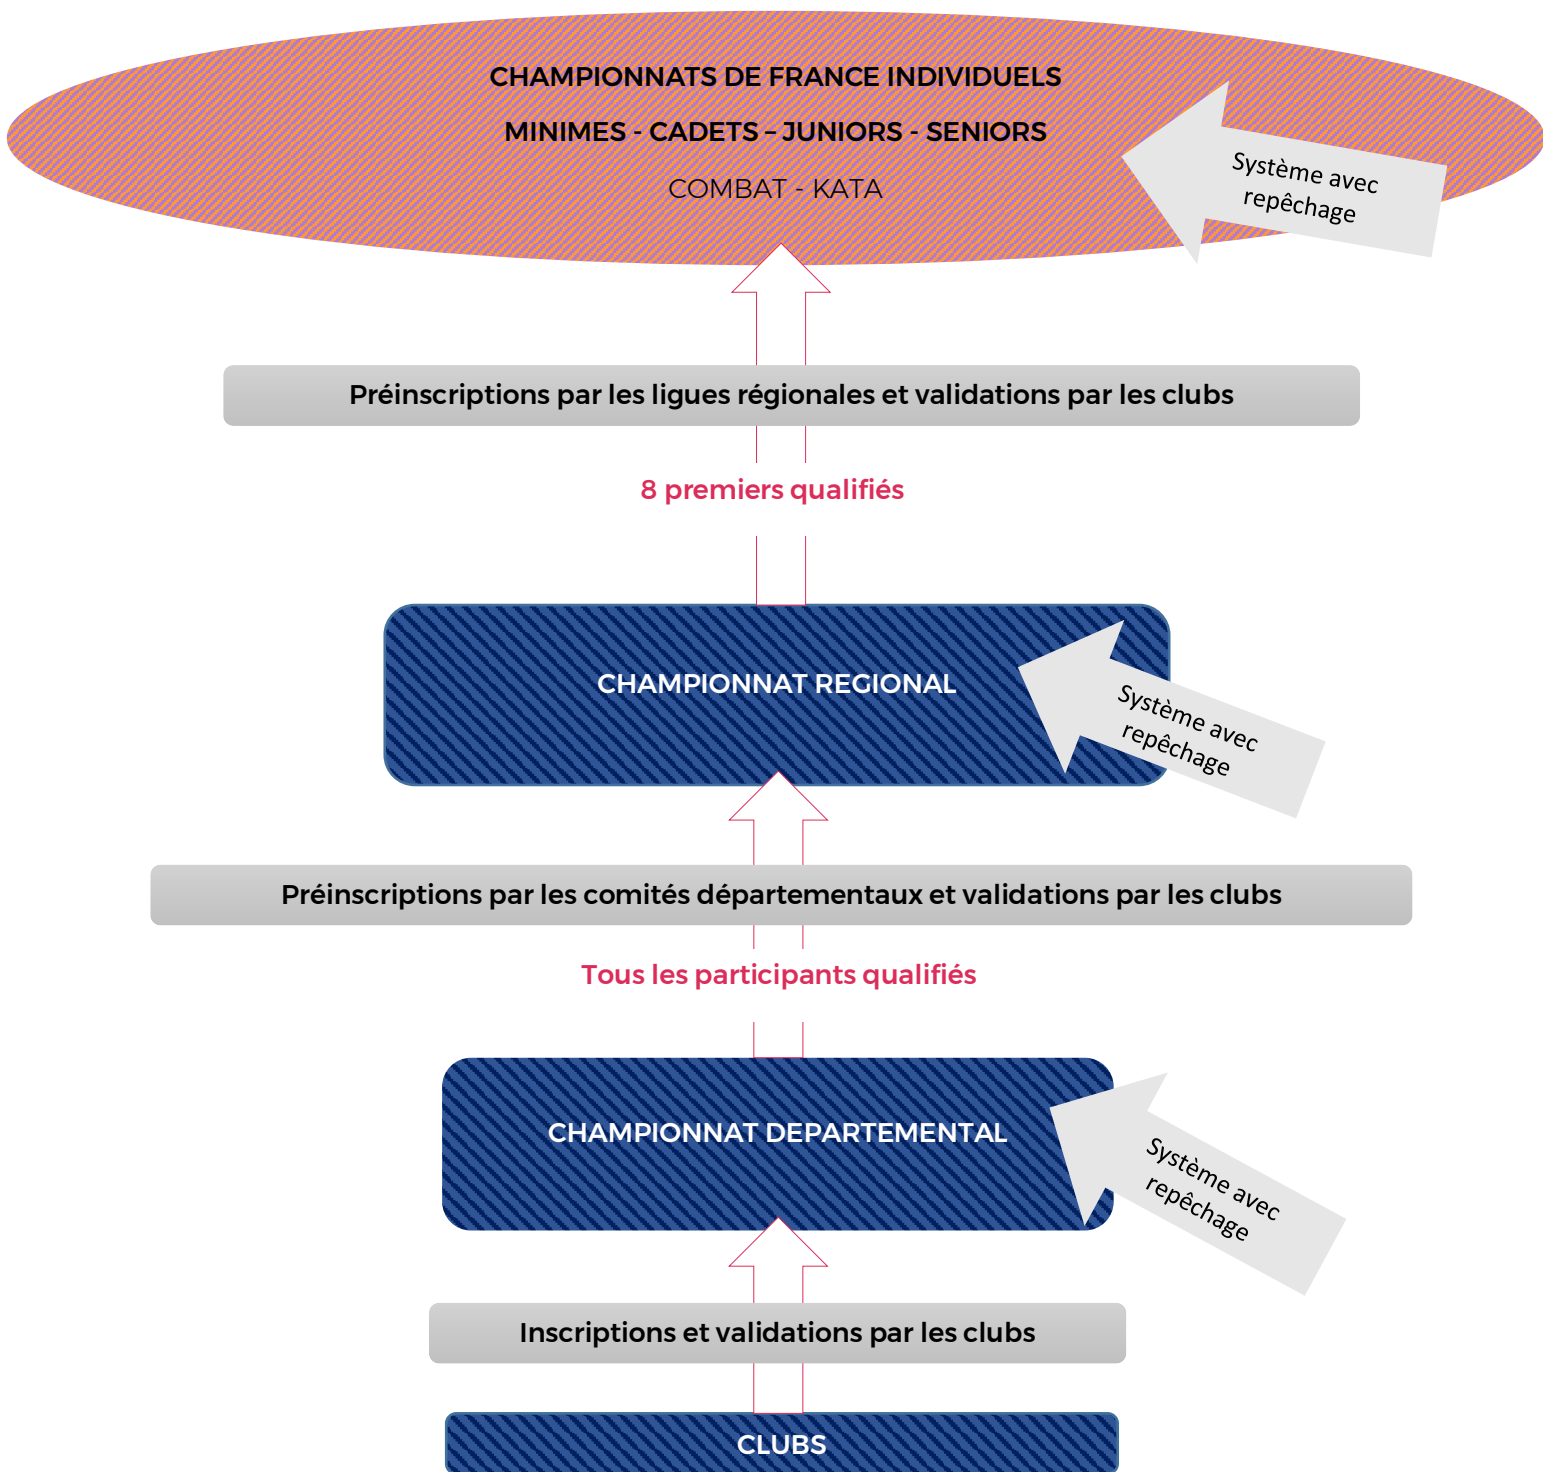 CHAMPIONNATS DE FRANCE INDIVIDUELS
MINIMES - CADETS – JUNIORS - SENIORS
COMBAT - KATA
Système avec
repêchage
Préinscriptions par les ligues régionales et validations par les clubs
8 premiers qualifiés
CHAMPIONNAT REGIONAL
Système avec
repêchage
Préinscriptions par les comités départementaux et validations par les clubs
Tous les participants qualifiés
CHAMPIONNAT DEPARTEMENTAL
Système avec
repêchage
Inscriptions et validations par les clubs
CLUBS